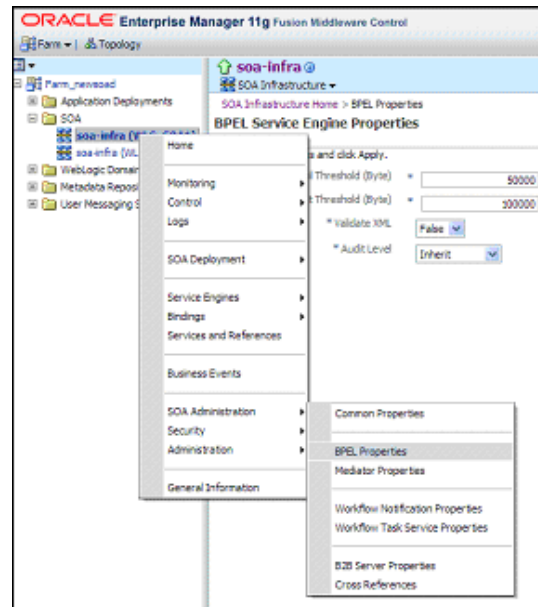 ORACLE Enterprise Manager 11g Fusion Middleware Control
Farm | Topology
soa-infra
SOA Infrastructure
Farm_newsoad
Application Deployments
SOA
soa-infra
soa-infra (WL
WebLogic Domain
Metadata Reposi
User Messaging S
SOA Infrastructure Home > BPEL Properties
BPEL Service Engine Properties
s and click Apply.
Threshold (Byte) * 50000
t Threshold (Byte) * 100000
* Validate XML False
* Audit Level Inherit
Home
Monitoring
Control
Logs
SOA Deployment
Service Engines
Bindings
Services and References
Business Events
SOA Administration
Security
Administration
General Information
Common Properties
BPEL Properties
Mediator Properties
Workflow Notification Properties
Workflow Task Service Properties
B2B Server Properties
Cross References